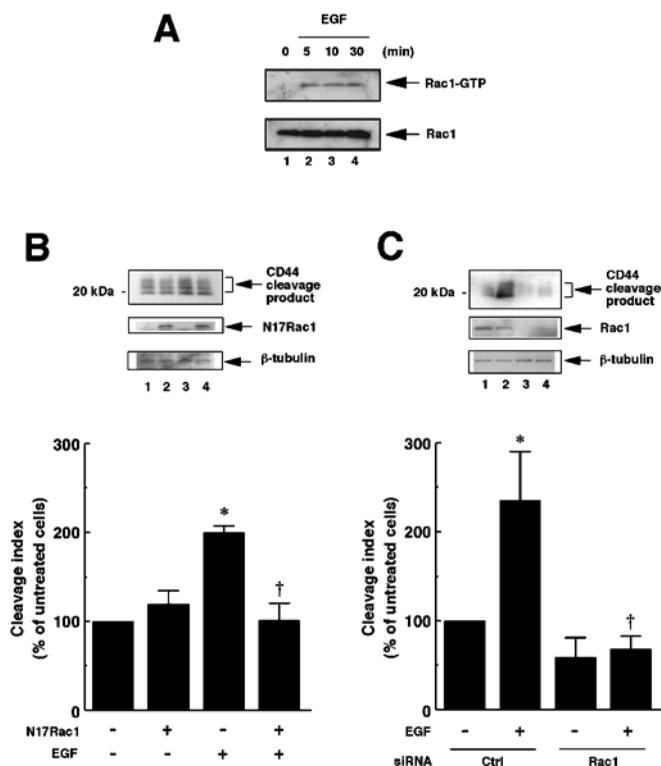 A
EGF
0 5 10 30 (min)
Rac1-GTP
Rac1
1 2 3 4
B
20 kDa -
CD44
cleavage
product
N17Rac1
β-tubulin
1 2 3 4
300
200
100
0
Cleavage index
(% of untreated cells)
*
†
N17Rac1 - + - +
EGF - - + +
C
20 kDa -
CD44
cleavage
product
Rac1
β-tubulin
1 2 3 4
300
250
200
150
100
50
0
Cleavage index
(% of untreated cells)
*
†
EGF - + - +
siRNA Ctrl Rac1